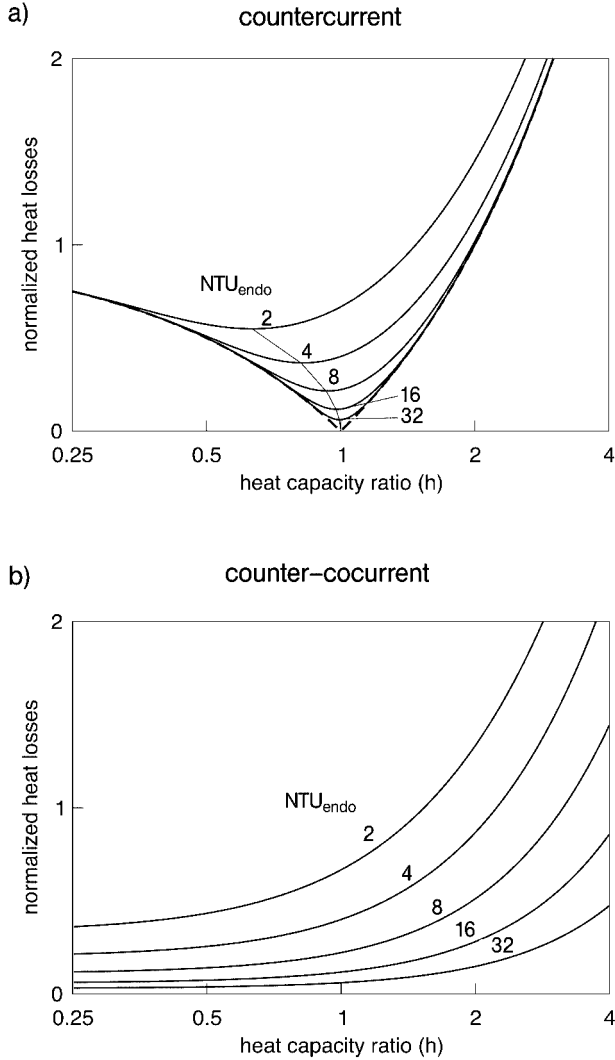 a)
countercurrent
2
1
0
normalized heat losses
NTUendo
2
4
8
16
32
0.25
0.5
1
2
4
heat capacity ratio (h)
b)
counter-cocurrent
2
1
0
normalized heat losses
NTUendo
2
4
8
16
32
0.25
0.5
1
2
4
heat capacity ratio (h)